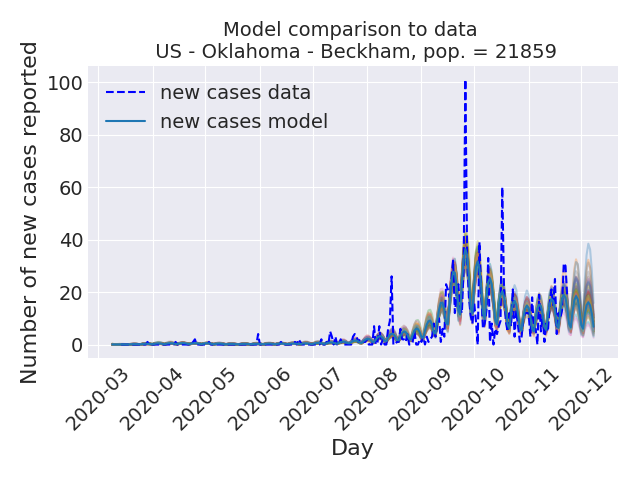 Model comparison to data
US - Oklahoma - Beckham, pop. = 21859
new cases data
new cases model
Number of new cases reported
100
80
60
40
20
0
2020-03
2020-04
2020-05
2020-06
2020-07
2020-08
2020-09
2020-10
2020-11
2020-12
Day